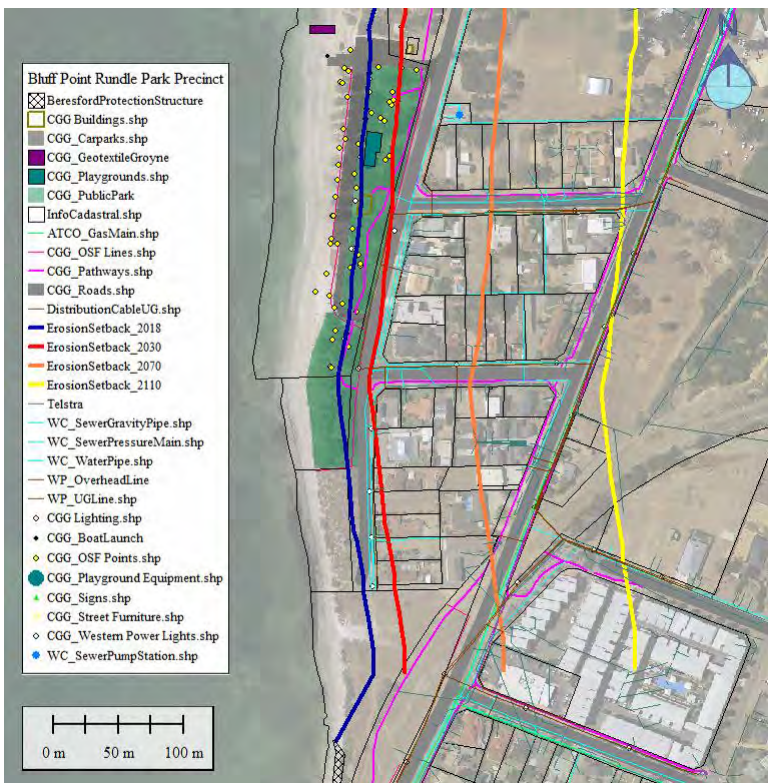 N
Bluff Point Rundle Park Precinct
BeresfordProtectionStructure
CGG Buildings.shp
CGG_Carparks.shp
CGG_GeotextileGroyne
CGG_Playgrounds.shp
CGG_PublicPark
InfoCadastral.shp
ATCO_GasMain.shp
CGG_OSF Lines.shp
CGG_Pathways.shp
CGG_Roads.shp
DistributionCableUG.shp
ErosionSetback_2018
ErosionSetback_2030
ErosionSetback_2070
ErosionSetback_2110
Telstra
WC_SewerGravityPipe.shp
WC_SewerPressureMain.shp
WC_WaterPipe.shp
WP_OverheadLine
WP_UGLine.shp
CGG Lighting.shp
CGG_BoatLaunch
CGG_OSF Points.shp
CGG_Playground Equipment.shp
CGG_Signs.shp
CGG_Street Furniture.shp
CGG_Western Power Lights.shp
WC_SewerPumpStation.shp
0 m 50 m 100 m